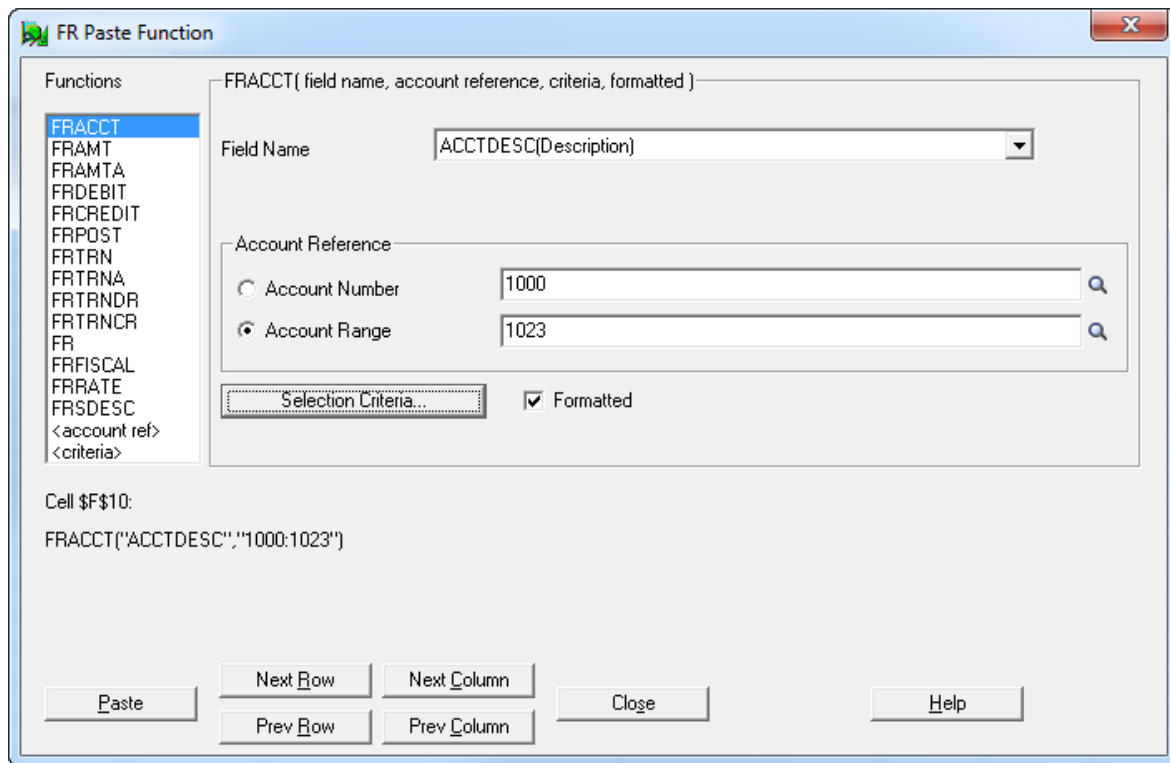 FR Paste Function
Functions
FRACCT
FRAMT
FRAMTA
FRDEBIT
FRCREDIT
FRPOST
FRTRN
FRTRNA
FRTRNDR
FRTRNCR
FR
FRFISCAL
FRRATE
FRSDESC
<account ref>
<criteria>
FRACCT( field name, account reference, criteria, formatted )
Field Name ACCTDESC(Description)
Account Reference
Account Number 1000
Account Range 1023
Selection Criteria... Formatted
Cell $F$10:
FRACCT("ACCTDESC","1000:1023")
Paste
Next Row Next Column
Prev Row Prev Column
Close
Help